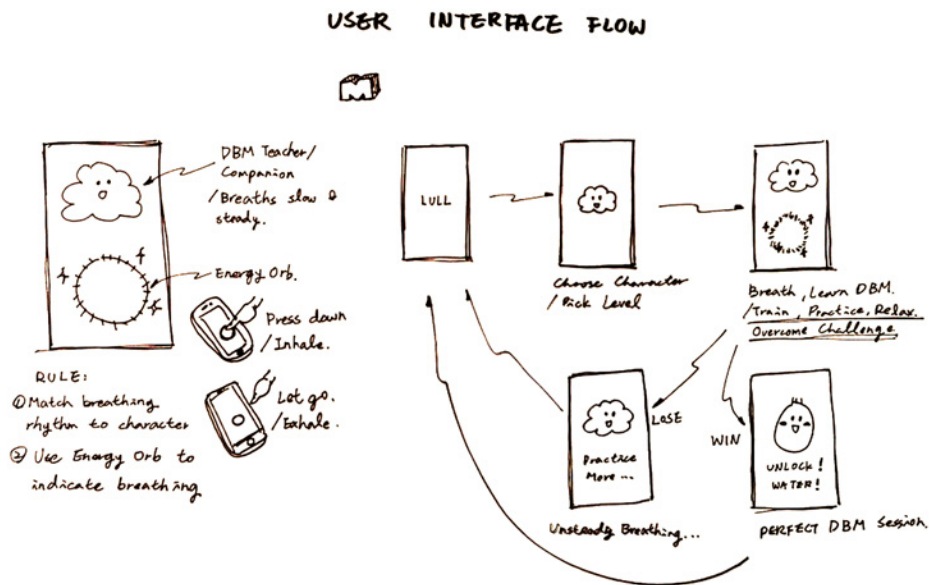 USER INTERFACE FLOW
M
DBM Teacher/
Companion
/Breaths slow &
steady.
Energy Orb.
Press down
/Inhale.
Let go.
/Exhale.
RULE:
① Match breathing
rhythm to character
② Use Energy Orb to
indicate breathing
LULL
Choose Character
/Pick Level
Breath, Learn DBM.
/Train, Practice, Relax.
Overcome Challenge
LOSE
Practice
More ...
Unsteady Breathing...
WIN
UNLOCK!
WATER!
PERFECT DBM Session.